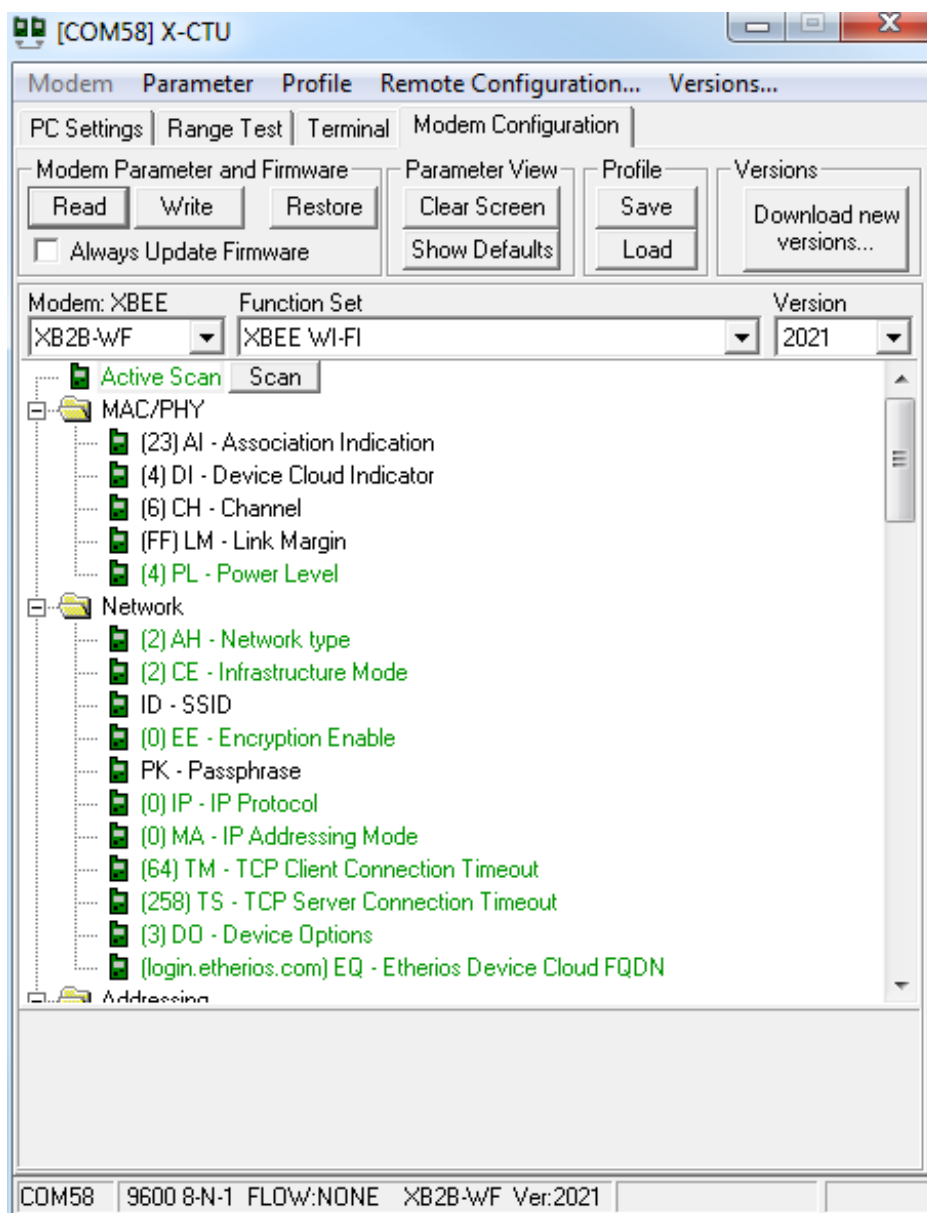 [COM58] X-CTU
Modem Parameter Profile Remote Configuration... Versions...
PC Settings Range Test Terminal Modem Configuration
Modem Parameter and Firmware Parameter View Profile Versions
Read Write Restore Clear Screen Save Download new versions...
Always Update Firmware Show Defaults Load
Modem: XBEE Function Set Version
XB2B-WF XBEE WI-FI 2021
Active Scan Scan
MAC/PHY
(23) AI - Association Indication
(4) DI - Device Cloud Indicator
(6) CH - Channel
(FF) LM - Link Margin
(4) PL - Power Level
Network
(2) AH - Network type
(2) CE - Infrastructure Mode
ID - SSID
(0) EE - Encryption Enable
PK - Passphrase
(0) IP - IP Protocol
(0) MA - IP Addressing Mode
(64) TM - TCP Client Connection Timeout
(258) TS - TCP Server Connection Timeout
(3) DO - Device Options
(login.etherios.com) EQ - Etherios Device Cloud FQDN
Addressing
COM58 9600 8-N-1 FLOW:NONE XB2B-WF Ver:2021